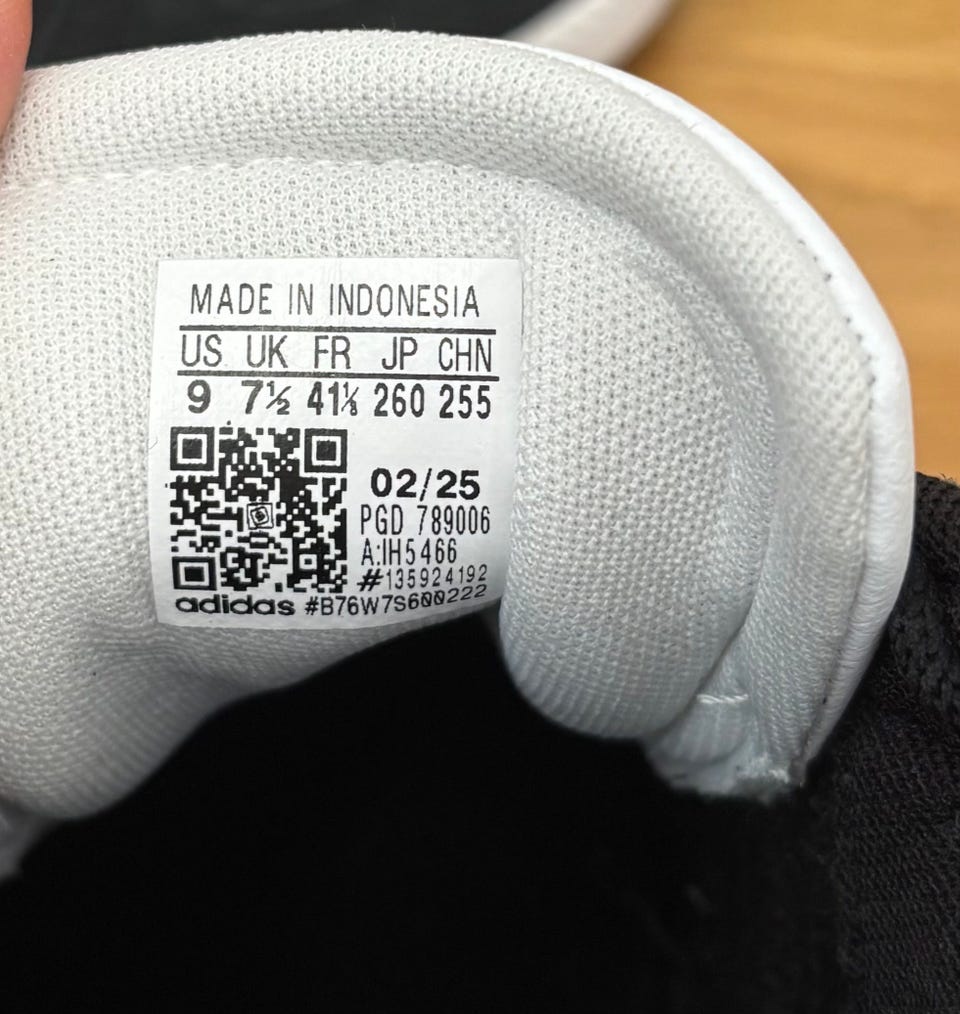 MADE IN INDONESIA
US UK FR JP CHN
9 7½ 41⅓ 260 255
02/25
PGD 789006
A:IH5466
#135924192
adidas #B76W7S600222